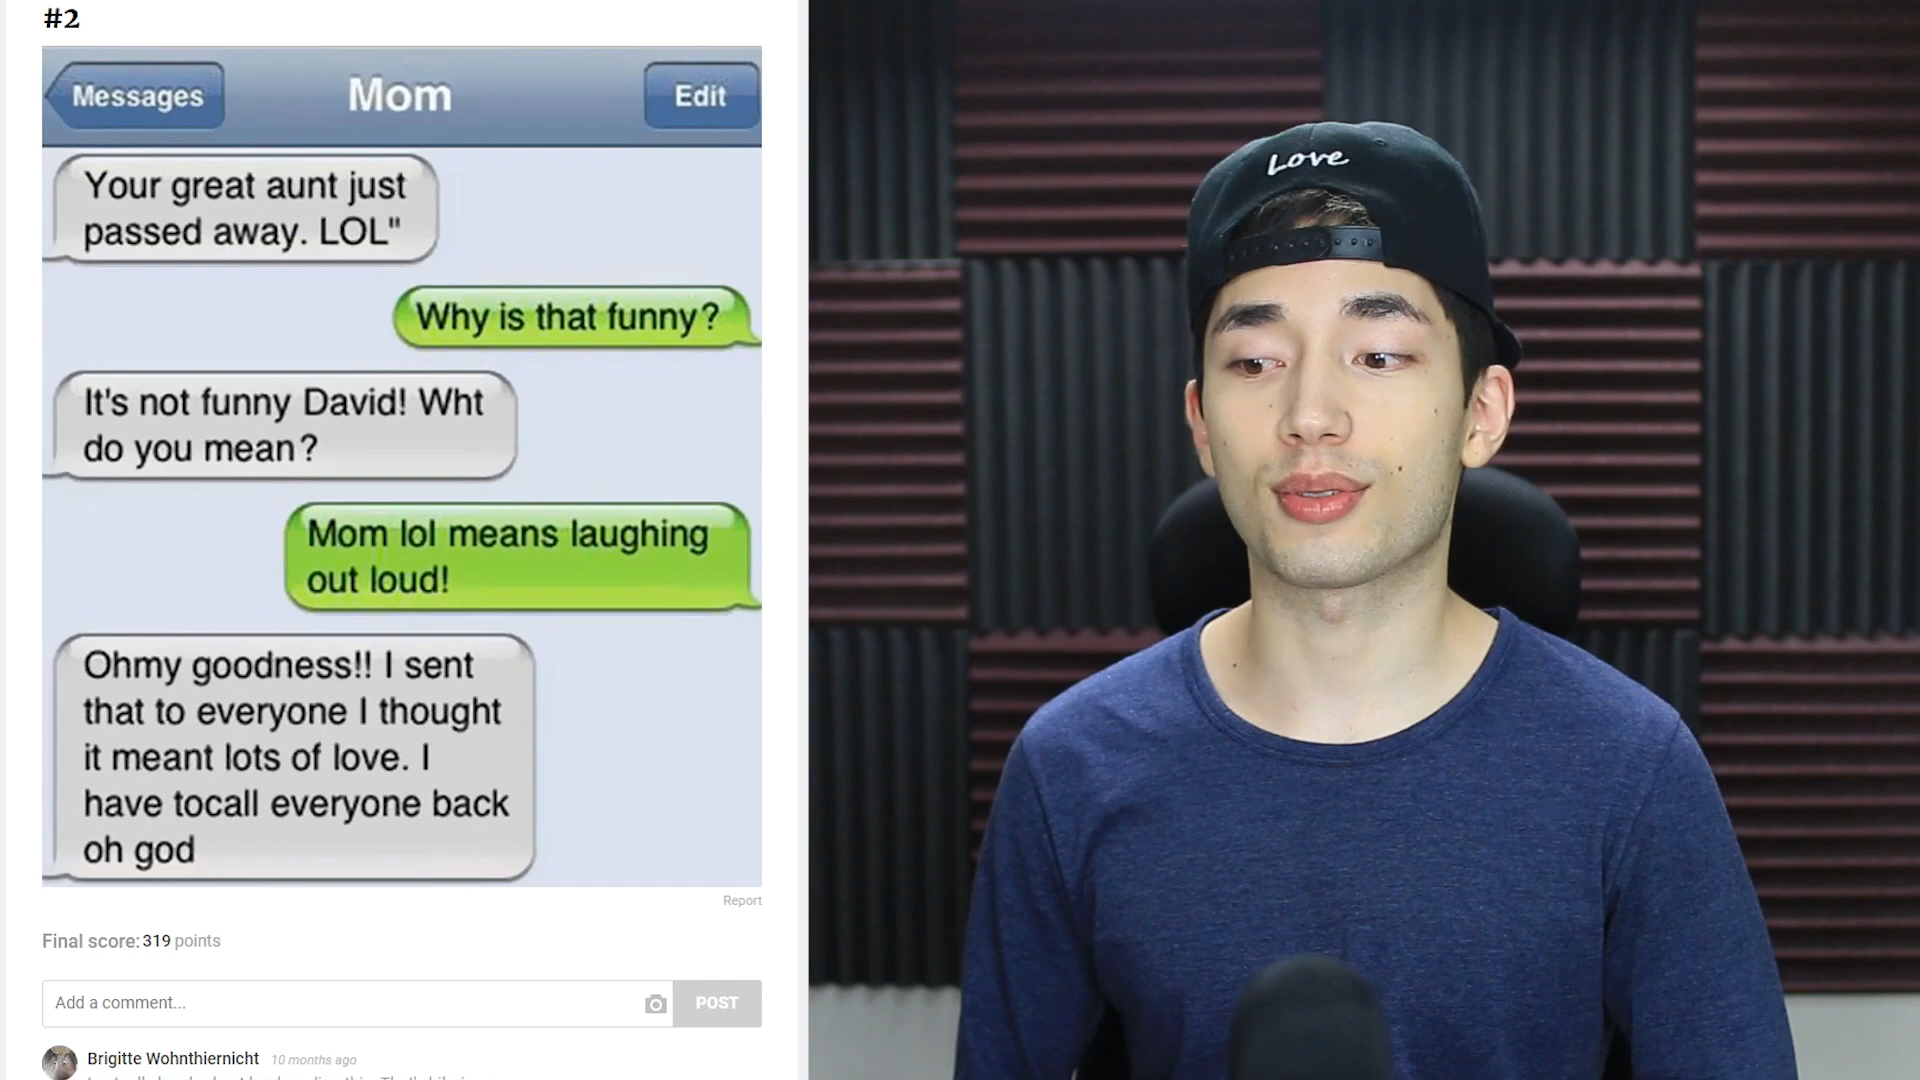 #2
Messages
Mom
Edit
Your great aunt just
passed away. LOL"
Why is that funny?
It's not funny David! Wht
do you mean?
Mom lol means laughing
out loud!
Ohmy goodness!! I sent
that to everyone I thought
it meant lots of love. I
have tocall everyone back
oh god
Report
Final score: 319 points
Add a comment...
POST
Brigitte Wohnthiernicht 10 months ago
Love